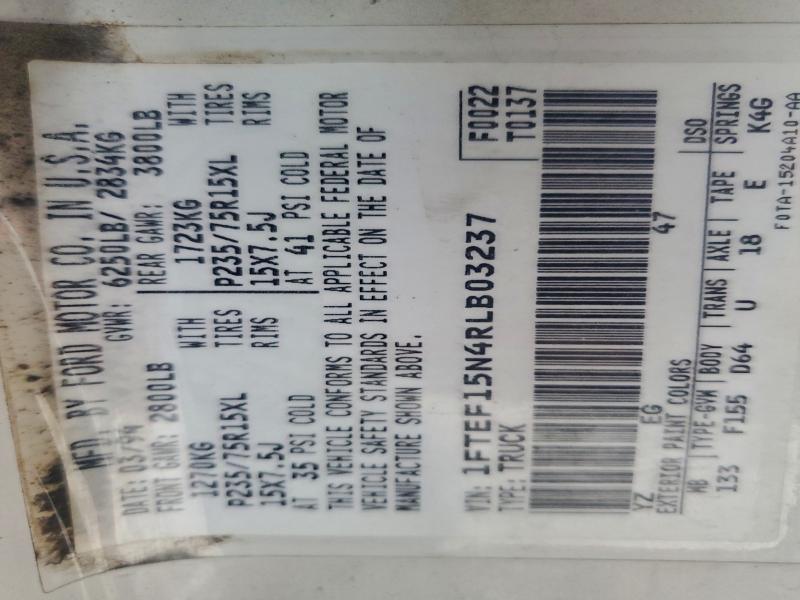 MFD. BY FORD MOTOR CO. IN U.S.A.
DATE: 03/94 GVWR: 6250LB/ 2834KG
FRONT GAWR: 2800LB REAR GAWR: 3800LB
1270KG WITH 1723KG WITH
P235/75R15XL TIRES P235/75R15XL TIRES
15X7.5J RIMS 15X7.5J RIMS
AT 35 PSI COLD AT 41 PSI COLD
THIS VEHICLE CONFORMS TO ALL APPLICABLE FEDERAL MOTOR
VEHICLE SAFETY STANDARDS IN EFFECT ON THE DATE OF
MANUFACTURE SHOWN ABOVE.
VIN: 1FTEF15N4RLB03237 F0022
TYPE: TRUCK T0137
YZ EG 47
EXTERIOR PAINT COLORS DSO
WB TYPE-GVW BODY TRANS AXLE TAPE SPRINGS
133 F155 D64 U 18 E K4G
F0TA-15204A10-AA